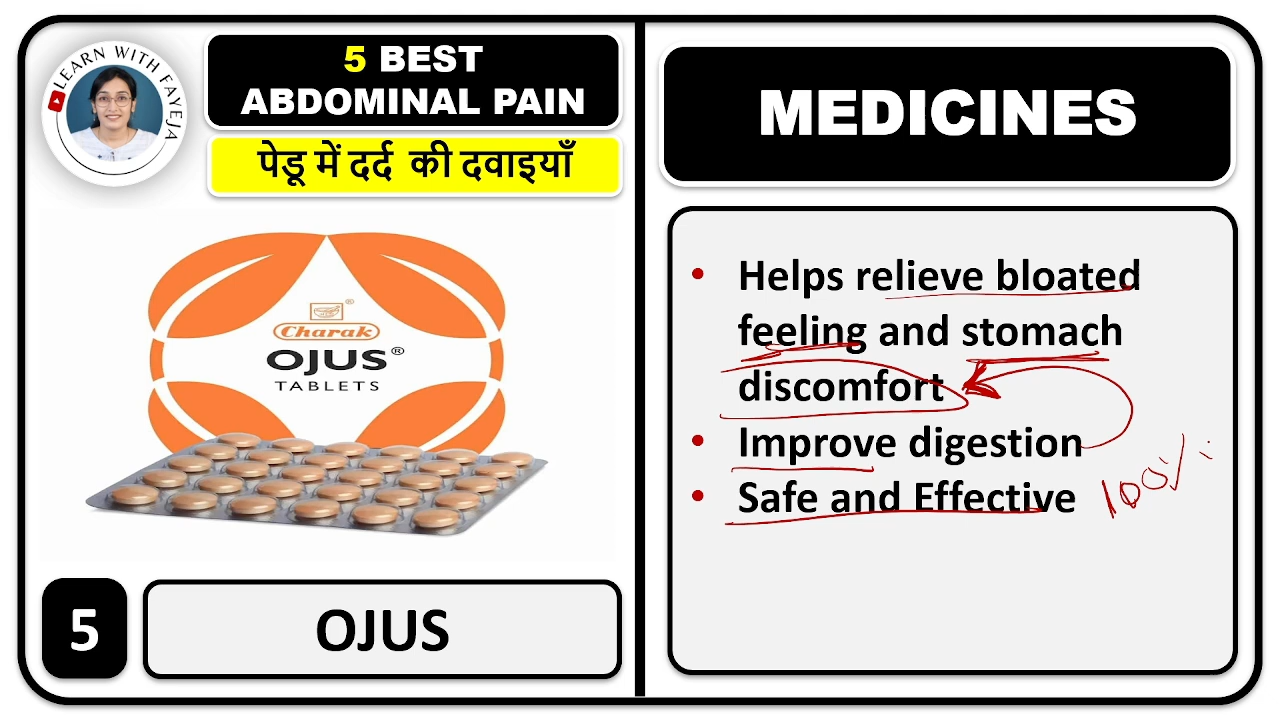 LEARN WITH FAYEJA
5 BEST
ABDOMINAL PAIN
पेडू में दर्द की दवाइयाँ
Charak
OJUS®
TABLETS
5
OJUS
MEDICINES
• Helps relieve bloated
feeling and stomach
discomfort
• Improve digestion
• Safe and Effective 100%